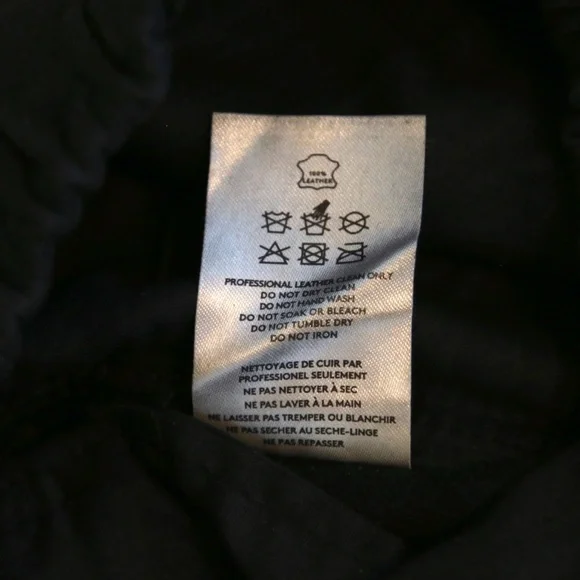 100%
LEATHER
PROFESSIONAL LEATHER CLEAN ONLY
DO NOT DRY CLEAN
DO NOT HAND WASH
DO NOT SOAK OR BLEACH
DO NOT TUMBLE DRY
DO NOT IRON
NETTOYAGE DE CUIR PAR
PROFESSIONEL SEULEMENT
NE PAS NETTOYER À SEC
NE PAS LAVER À LA MAIN
NE LAISSER PAS TREMPER OU BLANCHIR
NE PAS SECHER AU SECHE-LINGE
NE PAS REPASSER